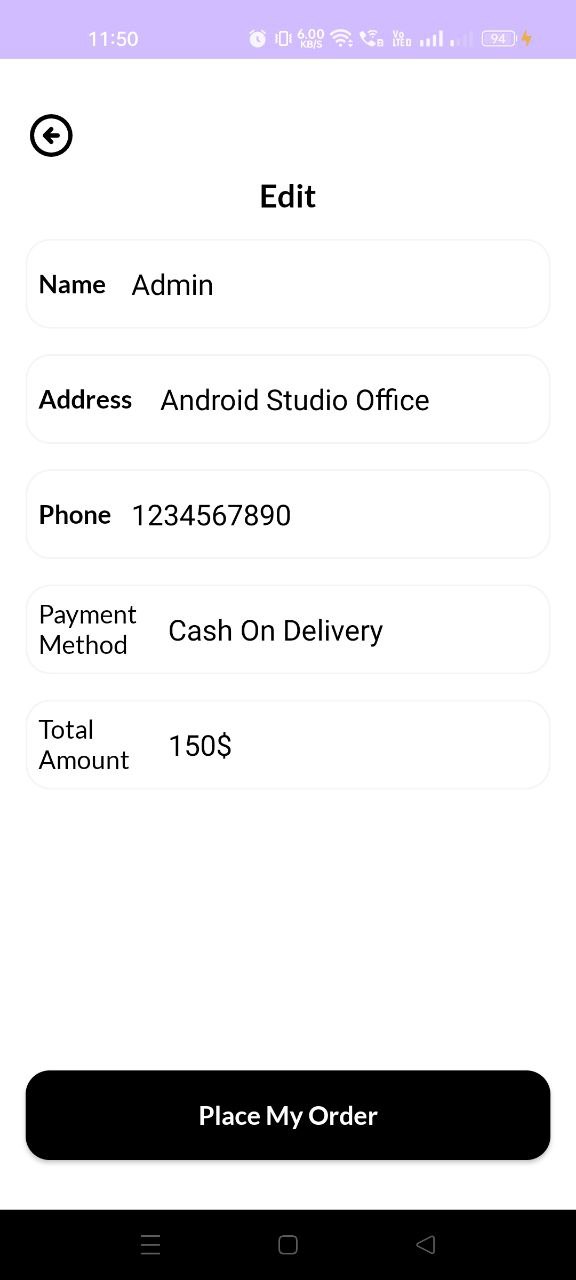 11:50 6.00 KB/S Vo LTED 94
Edit
Name Admin
Address Android Studio Office
Phone 1234567890
Payment
Method
Cash On Delivery
Total
Amount
150$
Place My Order